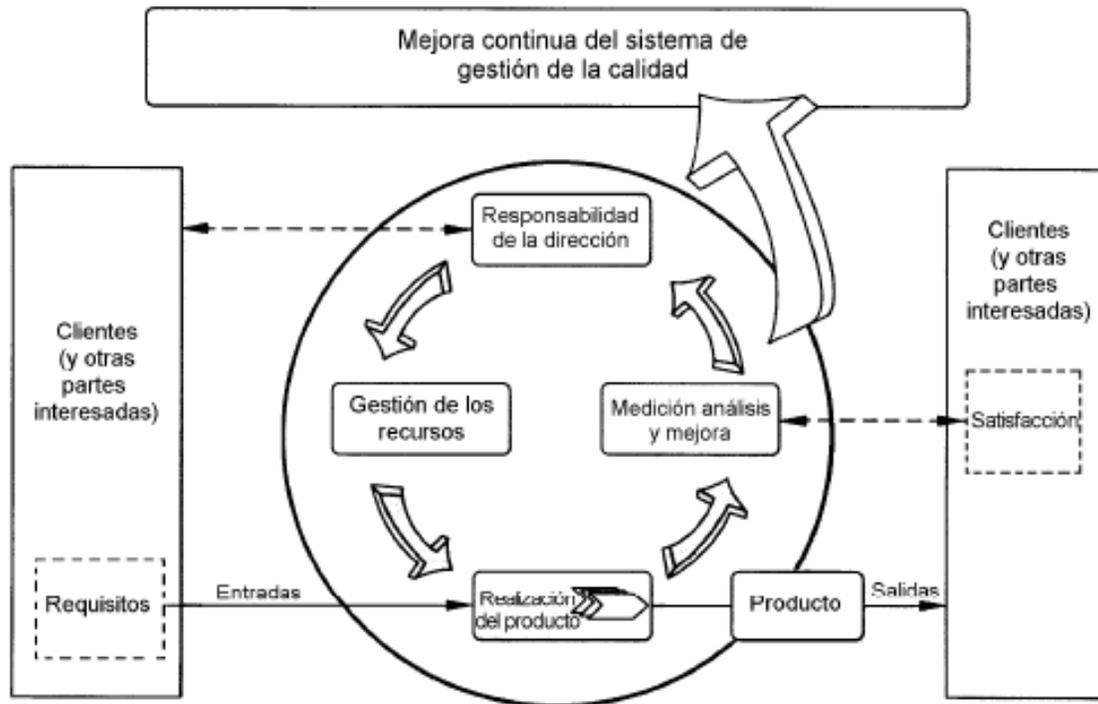 Mejora continua del sistema de
gestión de la calidad
Responsabilidad
de la dirección
Clientes
(y otras
partes
interesadas)
Clientes
(y otras
partes
interesadas)
Gestión de los
recursos
Medición análisis
y mejora
Satisfacción
Requisitos
Entradas
Realización
del producto
Producto
Salidas